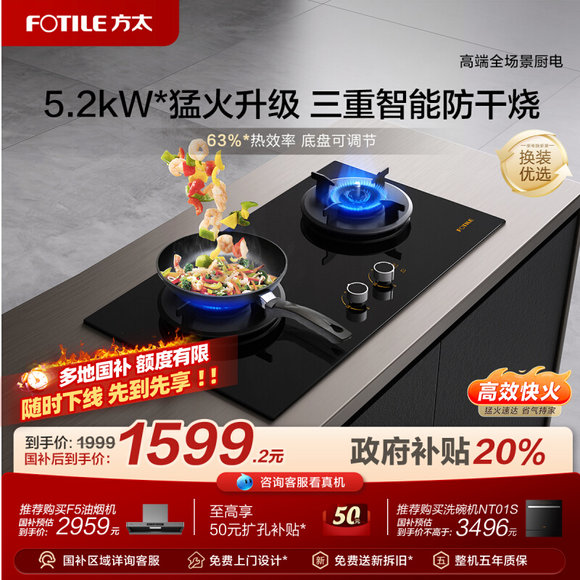 FOTILE 方太
高端全场景厨电
5.2kW*猛火升级 三重智能防干烧
63%*热效率 底盘可调节
换装
优选
FOTILE
多地国补 额度有限
随时下线 先到先享！！
高效快火
猛火速达 省气持家
到手价: 1999
国补后到手价: 1599.2元
政府补贴20%
咨询客服看真机
推荐购买F5油烟机
国补预估
到手价: 2959元
至高享
50元扩孔补贴*
50元
推荐购买洗碗机NT01S
国补预估
到手价不高于: 3496元
国补区域详询客服
免费上门设计*
免费送新拆旧*
整机五年质保